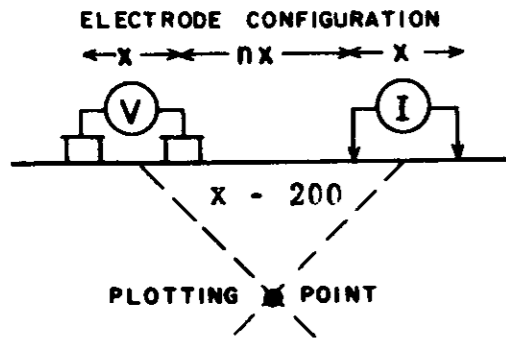 ELECTRODE CONFIGURATION
x nx x
V I
x - 200
PLOTTING POINT